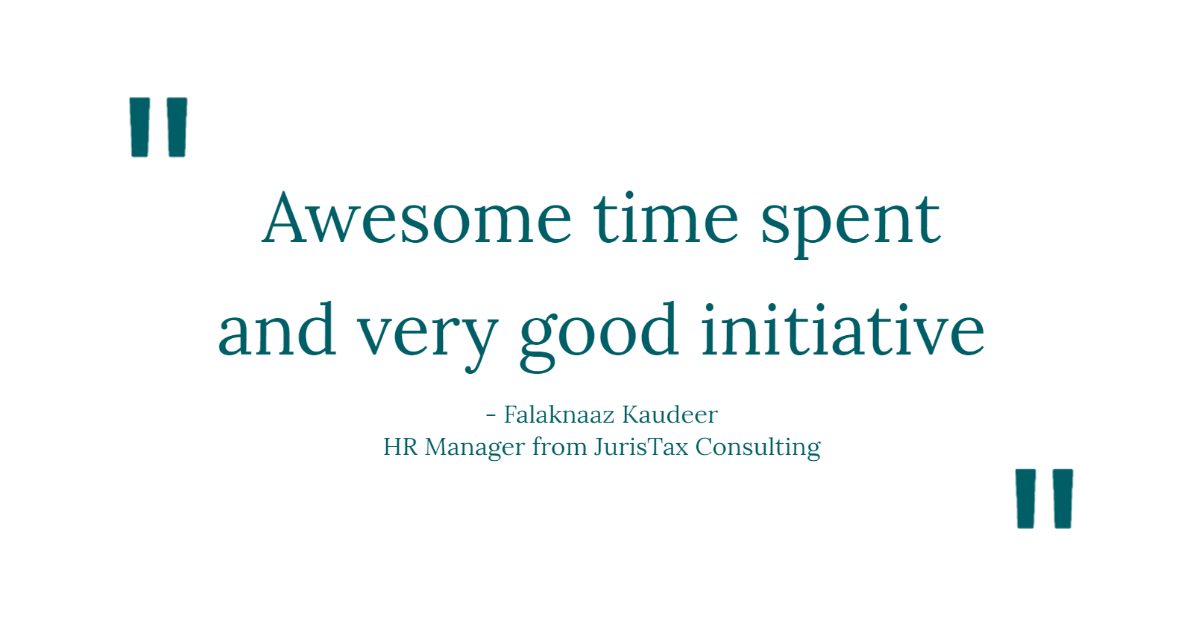 "
Awesome time spent
and very good initiative
- Falaknaaz Kaudeer
HR Manager from JurisTax Consulting
"